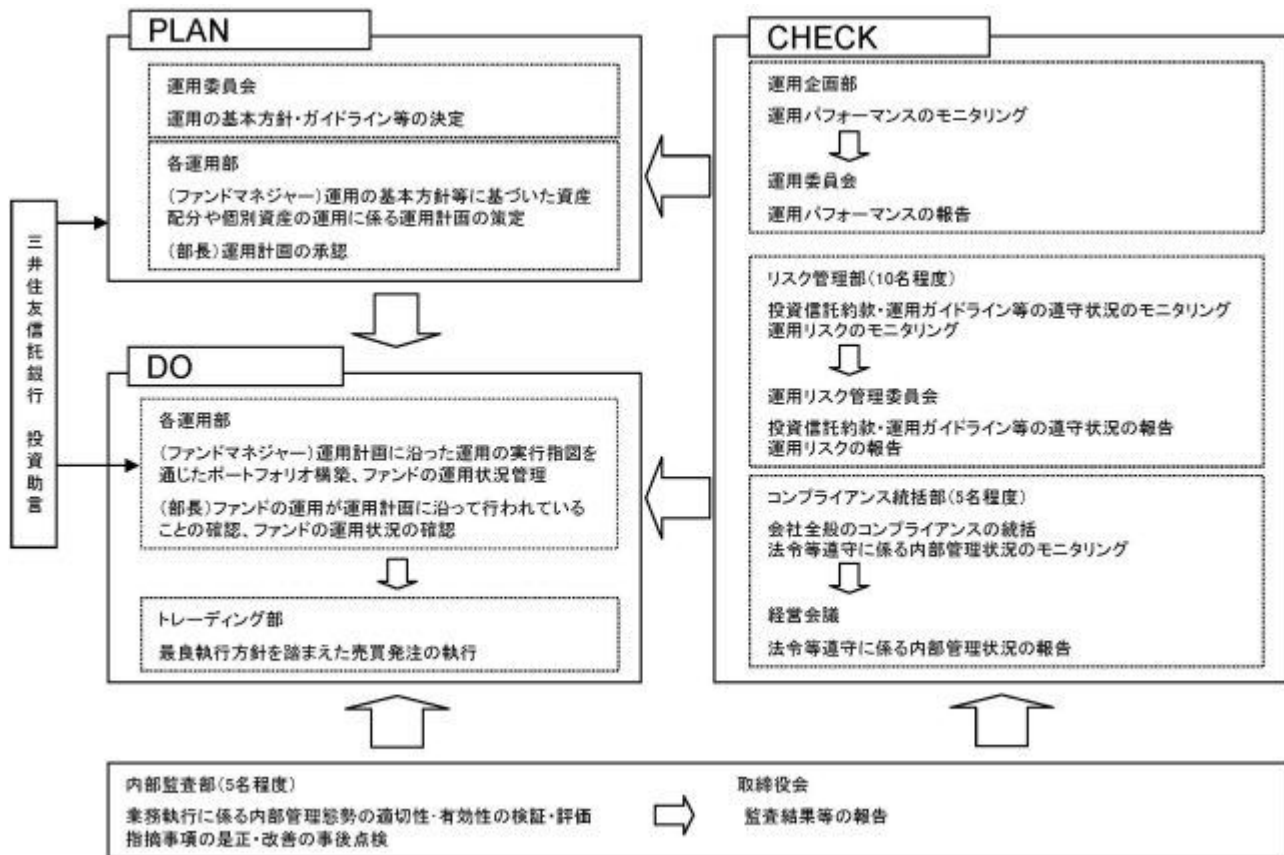 PLAN
運用委員会
運用の基本方針・ガイドライン等の決定
各運用部
(ファンドマネジャー)運用の基本方針等に基づいた資産
配分や個別資産の運用に係る運用計画の策定
(部長)運用計画の承認
三井住友信託銀行 投資助言
DO
各運用部
(ファンドマネジャー)運用計画に沿った運用の実行指図を
通じたポートフォリオ構築、ファンドの運用状況管理
(部長)ファンドの運用が運用計画に沿って行われている
ことの確認、ファンドの運用状況の確認
トレーディング部
最良執行方針を踏まえた売買発注の執行
CHECK
運用企画部
運用パフォーマンスのモニタリング
運用委員会
運用パフォーマンスの報告
リスク管理部(10名程度)
投資信託約款・運用ガイドライン等の遵守状況のモニタリング
運用リスクのモニタリング
運用リスク管理委員会
投資信託約款・運用ガイドライン等の遵守状況の報告
運用リスクの報告
コンプライアンス統括部(5名程度)
会社全般のコンプライアンスの統括
法令等遵守に係る内部管理状況のモニタリング
経営会議
法令等遵守に係る内部管理状況の報告
内部監査部(5名程度)
業務執行に係る内部管理態勢の適切性・有効性の検証・評価
指摘事項の是正・改善の事後点検
取締役会
監査結果等の報告